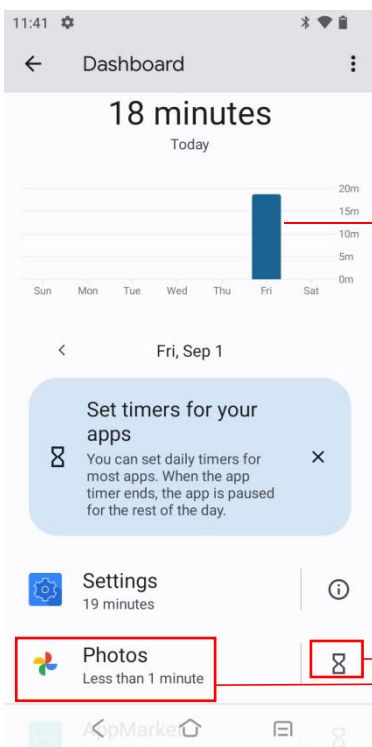 11:41
Dashboard
18 minutes
Today
20m
15m
10m
5m
0m
Sun Mon Tue Wed Thu Fri Sat
Fri, Sep 1
Set timers for your
apps
You can set daily timers for
most apps. When the app
timer ends, the app is paused
for the rest of the day.
Settings
19 minutes
Photos
Less than 1 minute
AppMarket